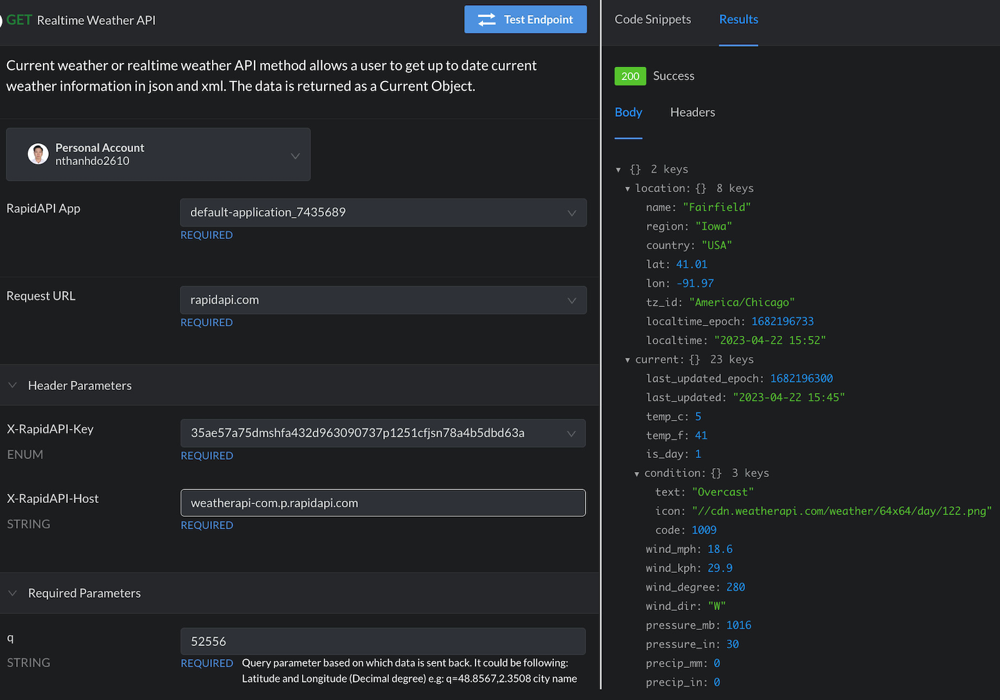 GET Realtime Weather API
Test Endpoint
Current weather or realtime weather API method allows a user to get up to date current
weather information in json and xml. The data is returned as a Current Object.
Personal Account
nthanhdo2610
RapidAPI App
default-application_7435689
REQUIRED
Request URL
rapidapi.com
REQUIRED
Header Parameters
X-RapidAPI-Key
35ae57a75dmshfa432d963090737p1251cfjsn78a4b5dbd63a
ENUM
REQUIRED
X-RapidAPI-Host
weatherapi-com.p.rapidapi.com
STRING
REQUIRED
Required Parameters
q
52556
STRING
REQUIRED Query parameter based on which data is sent back. It could be following:
Latitude and Longitude (Decimal degree) e.g: q=48.8567,2.3508 city name
Code Snippets Results
200 Success
Body Headers
{} 2 keys
location: {} 8 keys
name: "Fairfield"
region: "Iowa"
country: "USA"
lat: 41.01
lon: -91.97
tz_id: "America/Chicago"
localtime_epoch: 1682196733
localtime: "2023-04-22 15:52"
current: {} 23 keys
last_updated_epoch: 1682196300
last_updated: "2023-04-22 15:45"
temp_c: 5
temp_f: 41
is_day: 1
condition: {} 3 keys
text: "Overcast"
icon: "//cdn.weatherapi.com/weather/64x64/day/122.png"
code: 1009
wind_mph: 18.6
wind_kph: 29.9
wind_degree: 280
wind_dir: "W"
pressure_mb: 1016
pressure_in: 30
precip_mm: 0
precip_in: 0